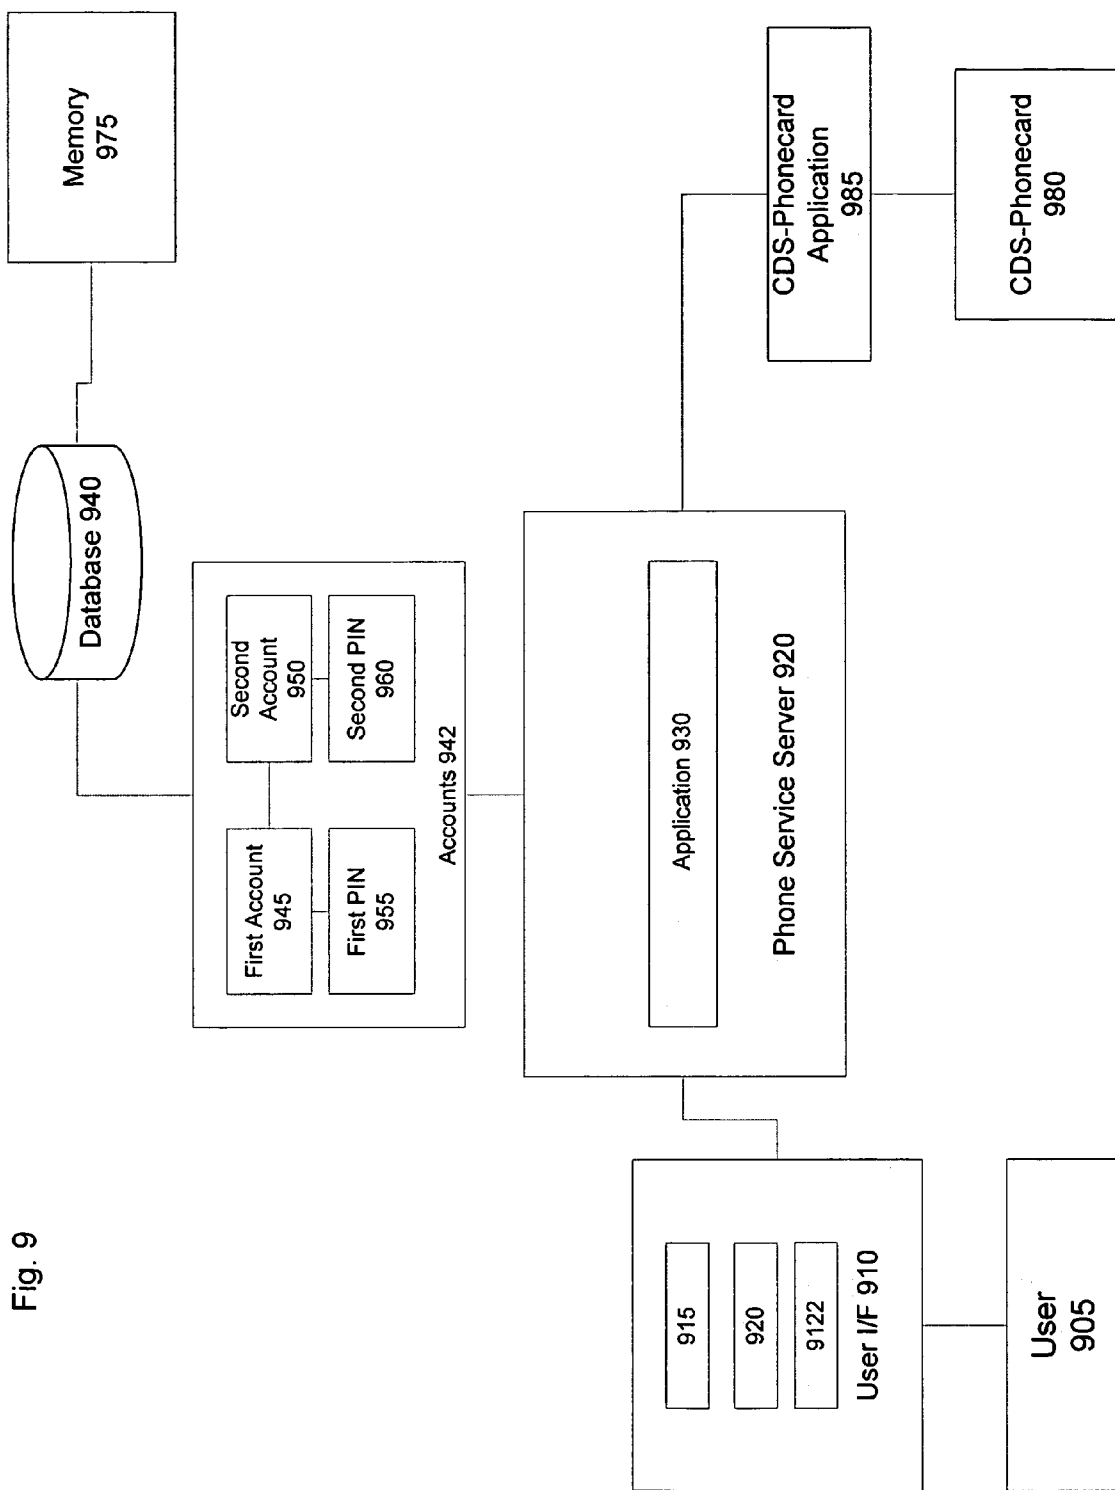 Fig. 9
Memory
975
Database 940
First Account
945
Second
Account
950
First PIN
955
Second PIN
960
Accounts 942
Application 930
Phone Service Server 920
915
920
9122
User I/F 910
User
905
CDS-Phonecard
Application
985
CDS-Phonecard
980